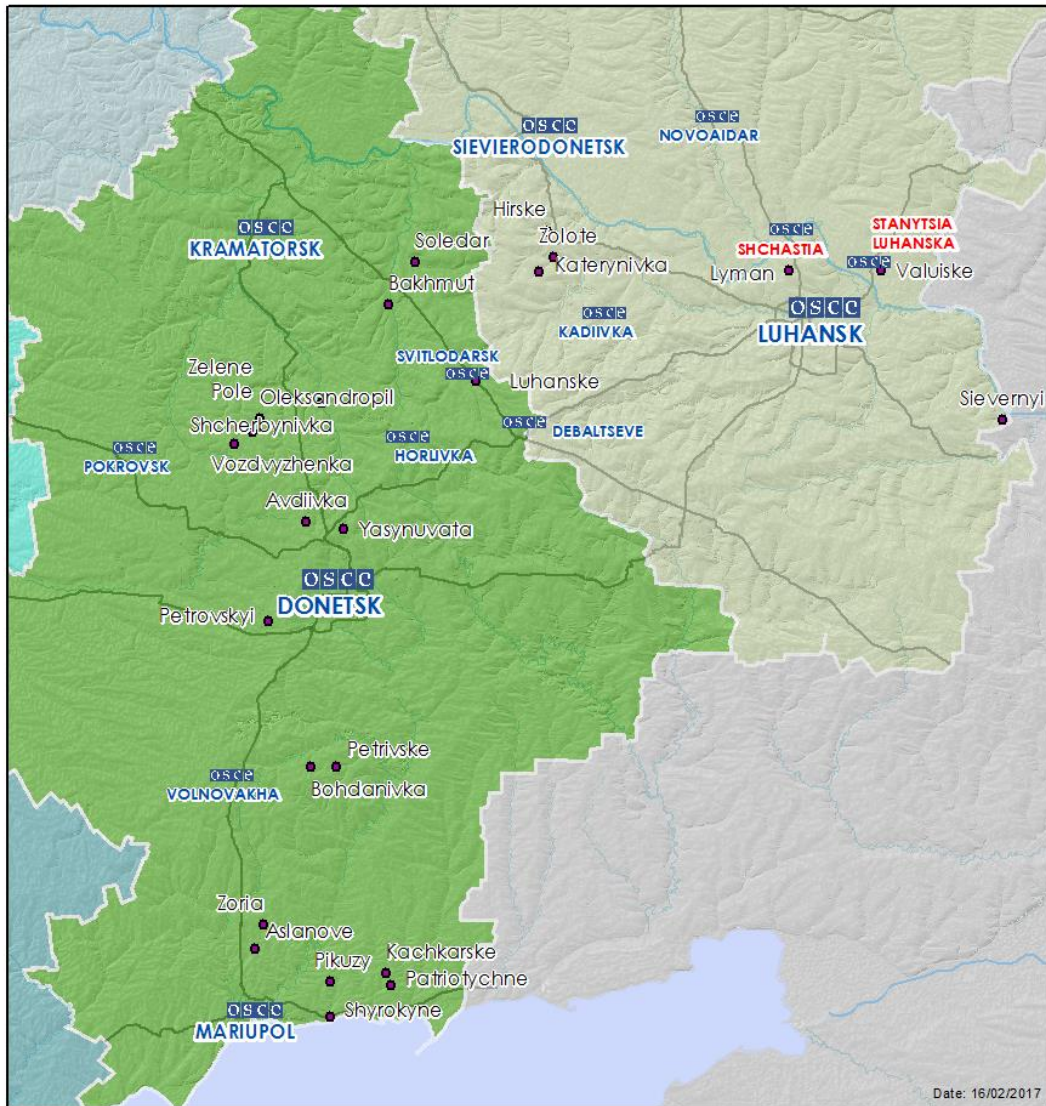 OSCE
SIEVIERODONETSK
OSCE
NOVOAIDAR
Hirske
Zolote
Katerynivka
OSCE
KRAMATORSK
Soledar
Bakhmut
OSCE
SHCHASTIA
Lyman
STANYTSIA
LUHANSKA
OSCE
Valuiske
OSCE
KADIIVKA
OSCE
LUHANSK
SVITLODARSK
OSCE
Luhanske
Zelene
Pole
Oleksandropil
Shcherbynivka
Vozdvyzhenka
OSCE
POKROVSK
OSCE
HORLIVKA
OSCE
DEBALTSEVE
Sievernyi
Avdiivka
Yasynuvata
OSCE
DONETSK
Petrovskyi
Petrivske
Bohdanivka
OSCE
VOLNOVAKHA
Zoria
Aslanove
Pikuzy
Kachkarske
Patriotychne
Shyrokyne
OSCE
MARIUPOL
Date: 16/02/2017